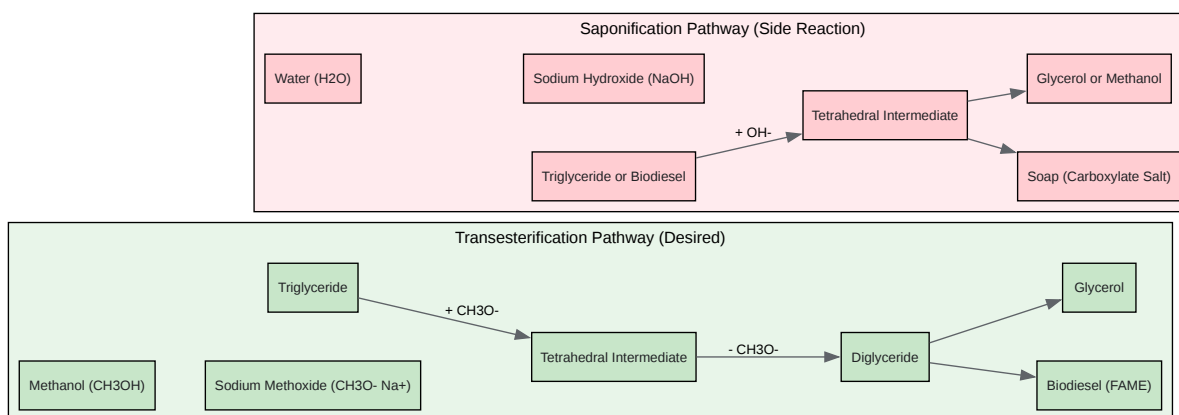 Saponification Pathway (Side Reaction)
Water (H2O)
Sodium Hydroxide (NaOH)
Glycerol or Methanol
Tetrahedral Intermediate
+ OH-
Triglyceride or Biodiesel
Soap (Carboxylate Salt)
Transesterification Pathway (Desired)
Triglyceride
Glycerol
+ CH3O-
Tetrahedral Intermediate
- CH3O-
Diglyceride
Methanol (CH3OH)
Sodium Methoxide (CH3O- Na+)
Biodiesel (FAME)